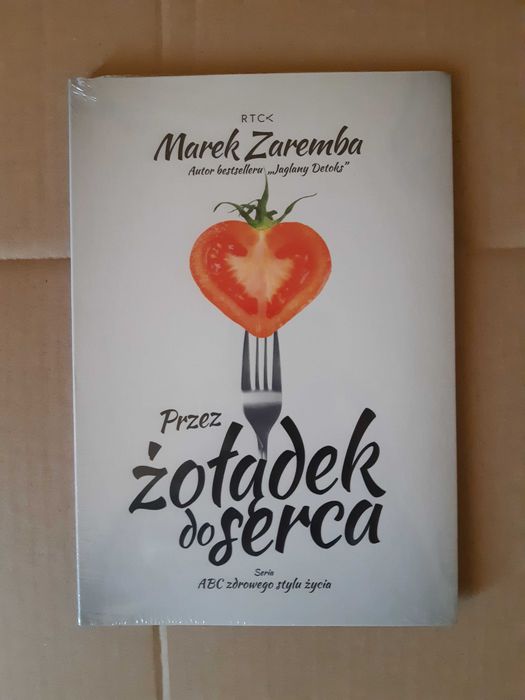 RTCK
Marek Zaremba
Autor bestselleru „Jaglany Detoks”
Przez
żołądek
do serca
Seria
ABC zdrowego stylu życia